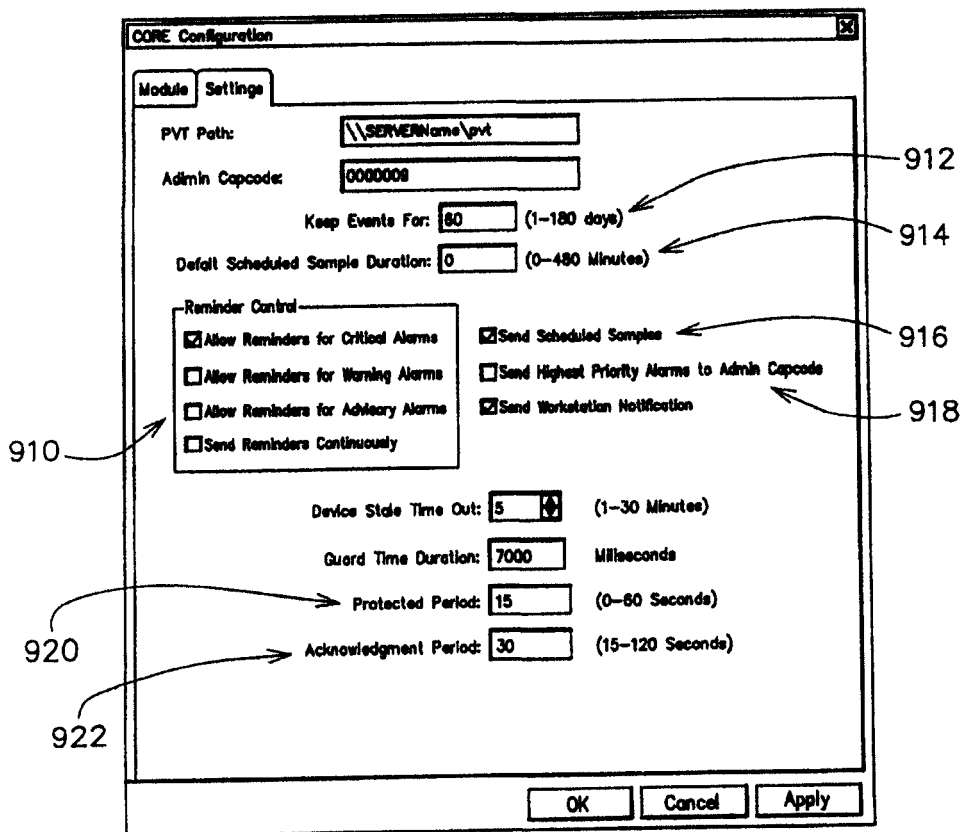 CORE Configuration
Module Settings
PVT Path: \\SERVERName\pvt
Admin Capcode: 0000009
Keep Events For: 60 (1-180 days)
912
Defalt Scheduled Sample Duration: 0 (0-480 Minutes)
914
Reminder Control
Allow Reminders for Critical Alarms
Allow Reminders for Warning Alarms
Allow Reminders for Advisory Alarms
Send Reminders Continuously
910
Send Scheduled Samples
916
Send Highest Priority Alarms to Admin Capcode
918
Send Workstation Notification
Device Stale Time Out: 5 (1-30 Minutes)
Guard Time Duration: 7000 Milliseconds
Protected Period: 15 (0-60 Seconds)
920
Acknowledgment Period: 30 (15-120 Seconds)
922
OK Cancel Apply